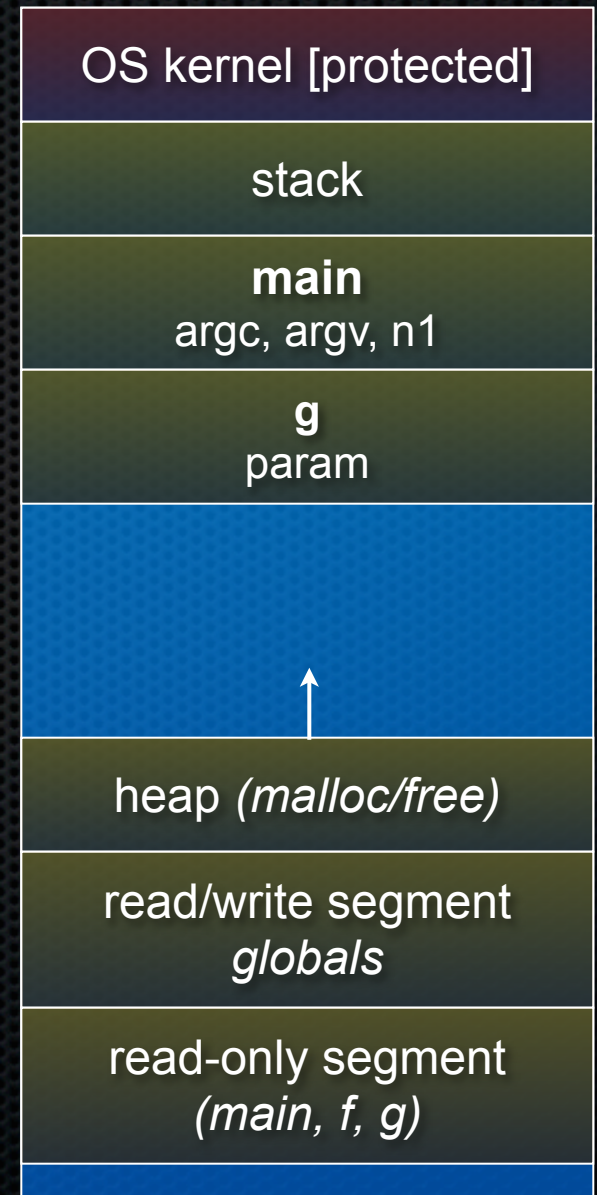 OS kernel [protected]
stack
main
argc, argv, n1
g
param
heap (malloc/free)
read/write segment
globals
read-only segment
(main, f, g)